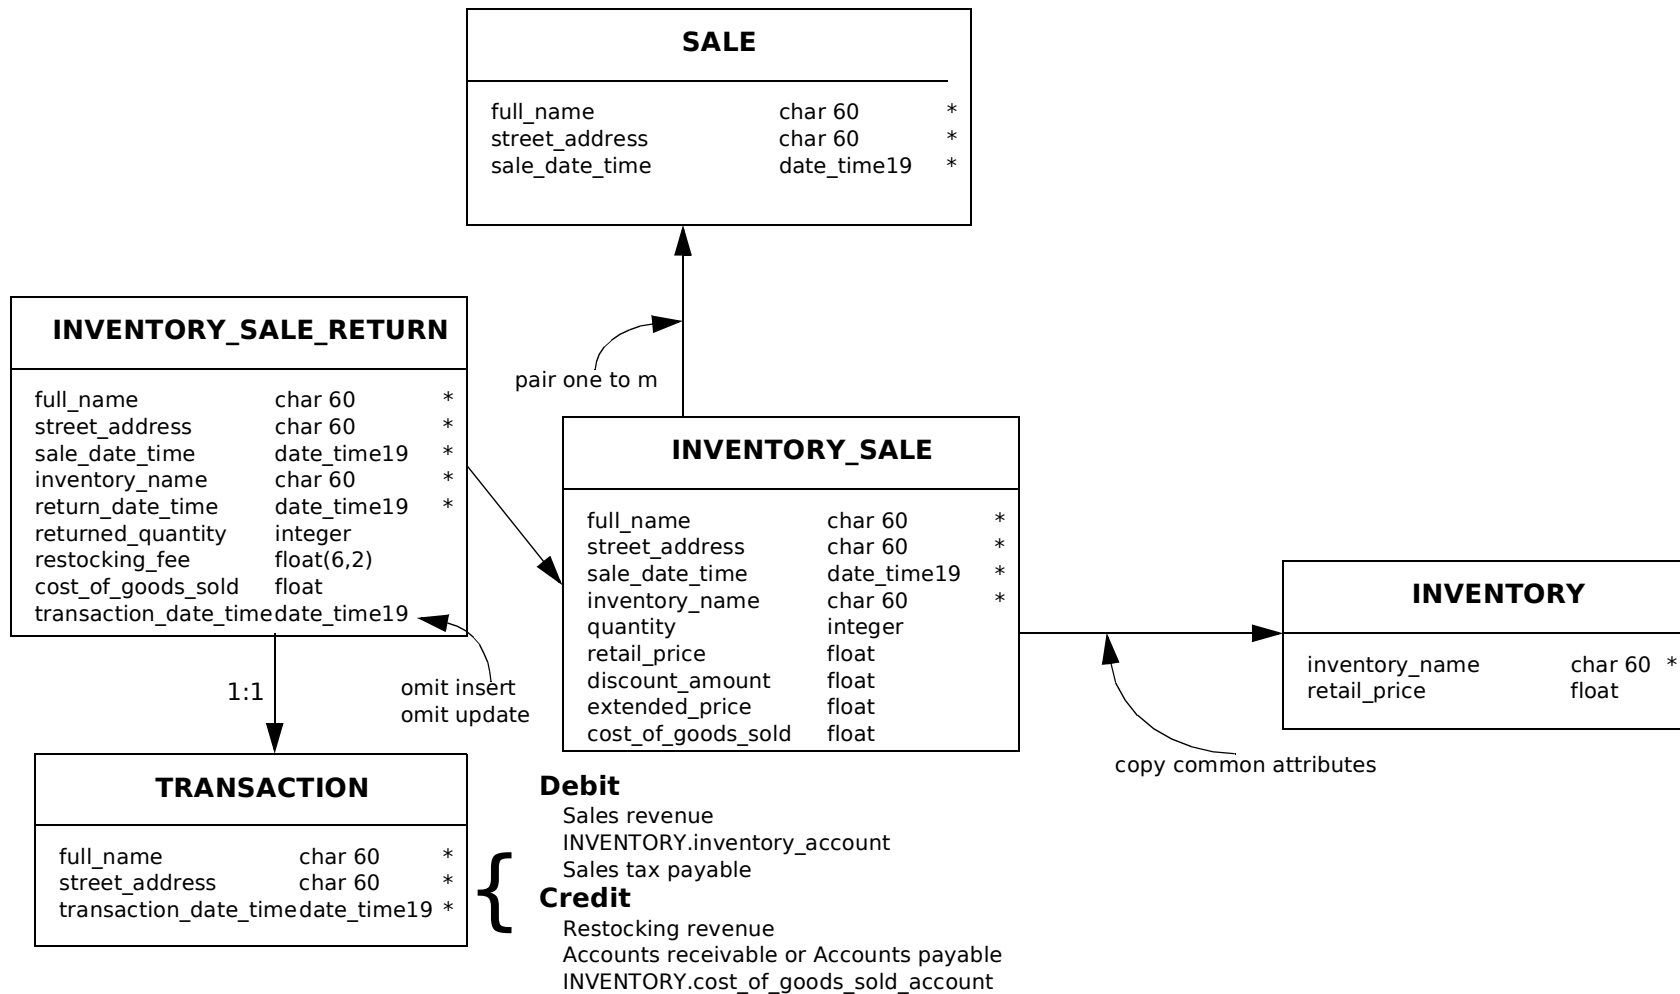 SALE
full_name char 60 *
street_address char 60 *
sale_date_time date_time19 *
INVENTORY_SALE_RETURN
full_name char 60 *
street_address char 60 *
sale_date_time date_time19 *
inventory_name char 60 *
return_date_time date_time19 *
returned_quantity integer
restocking_fee float(6,2)
cost_of_goods_sold float
transaction_date_time date_time19
pair one to m
INVENTORY_SALE
full_name char 60 *
street_address char 60 *
sale_date_time date_time19 *
inventory_name char 60 *
quantity integer
retail_price float
discount_amount float
extended_price float
cost_of_goods_sold float
INVENTORY
inventory_name char 60 *
retail_price float
copy common attributes
1:1
omit insert
omit update
TRANSACTION
full_name char 60 *
street_address char 60 *
transaction_date_time date_time19 *
{
Debit
Sales revenue
INVENTORY.inventory_account
Sales tax payable
Credit
Restocking revenue
Accounts receivable or Accounts payable
INVENTORY.cost_of_goods_sold_account